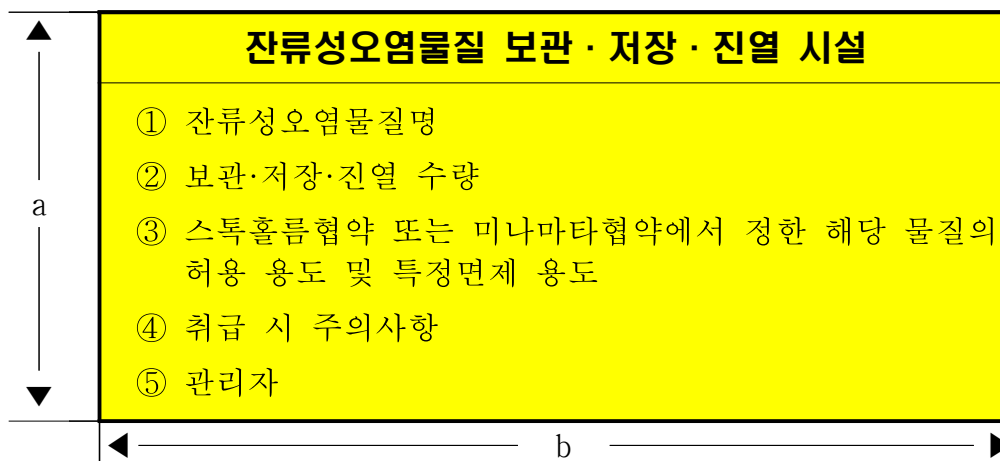 잔류성오염물질 보관 · 저장 · 진열 시설
① 잔류성오염물질명
② 보관·저장·진열 수량
a
③ 스톡홀름협약 또는 미나마타협약에서 정한 해당 물질의
허용 용도 및 특정면제 용도
④ 취급 시 주의사항
⑤ 관리자
b